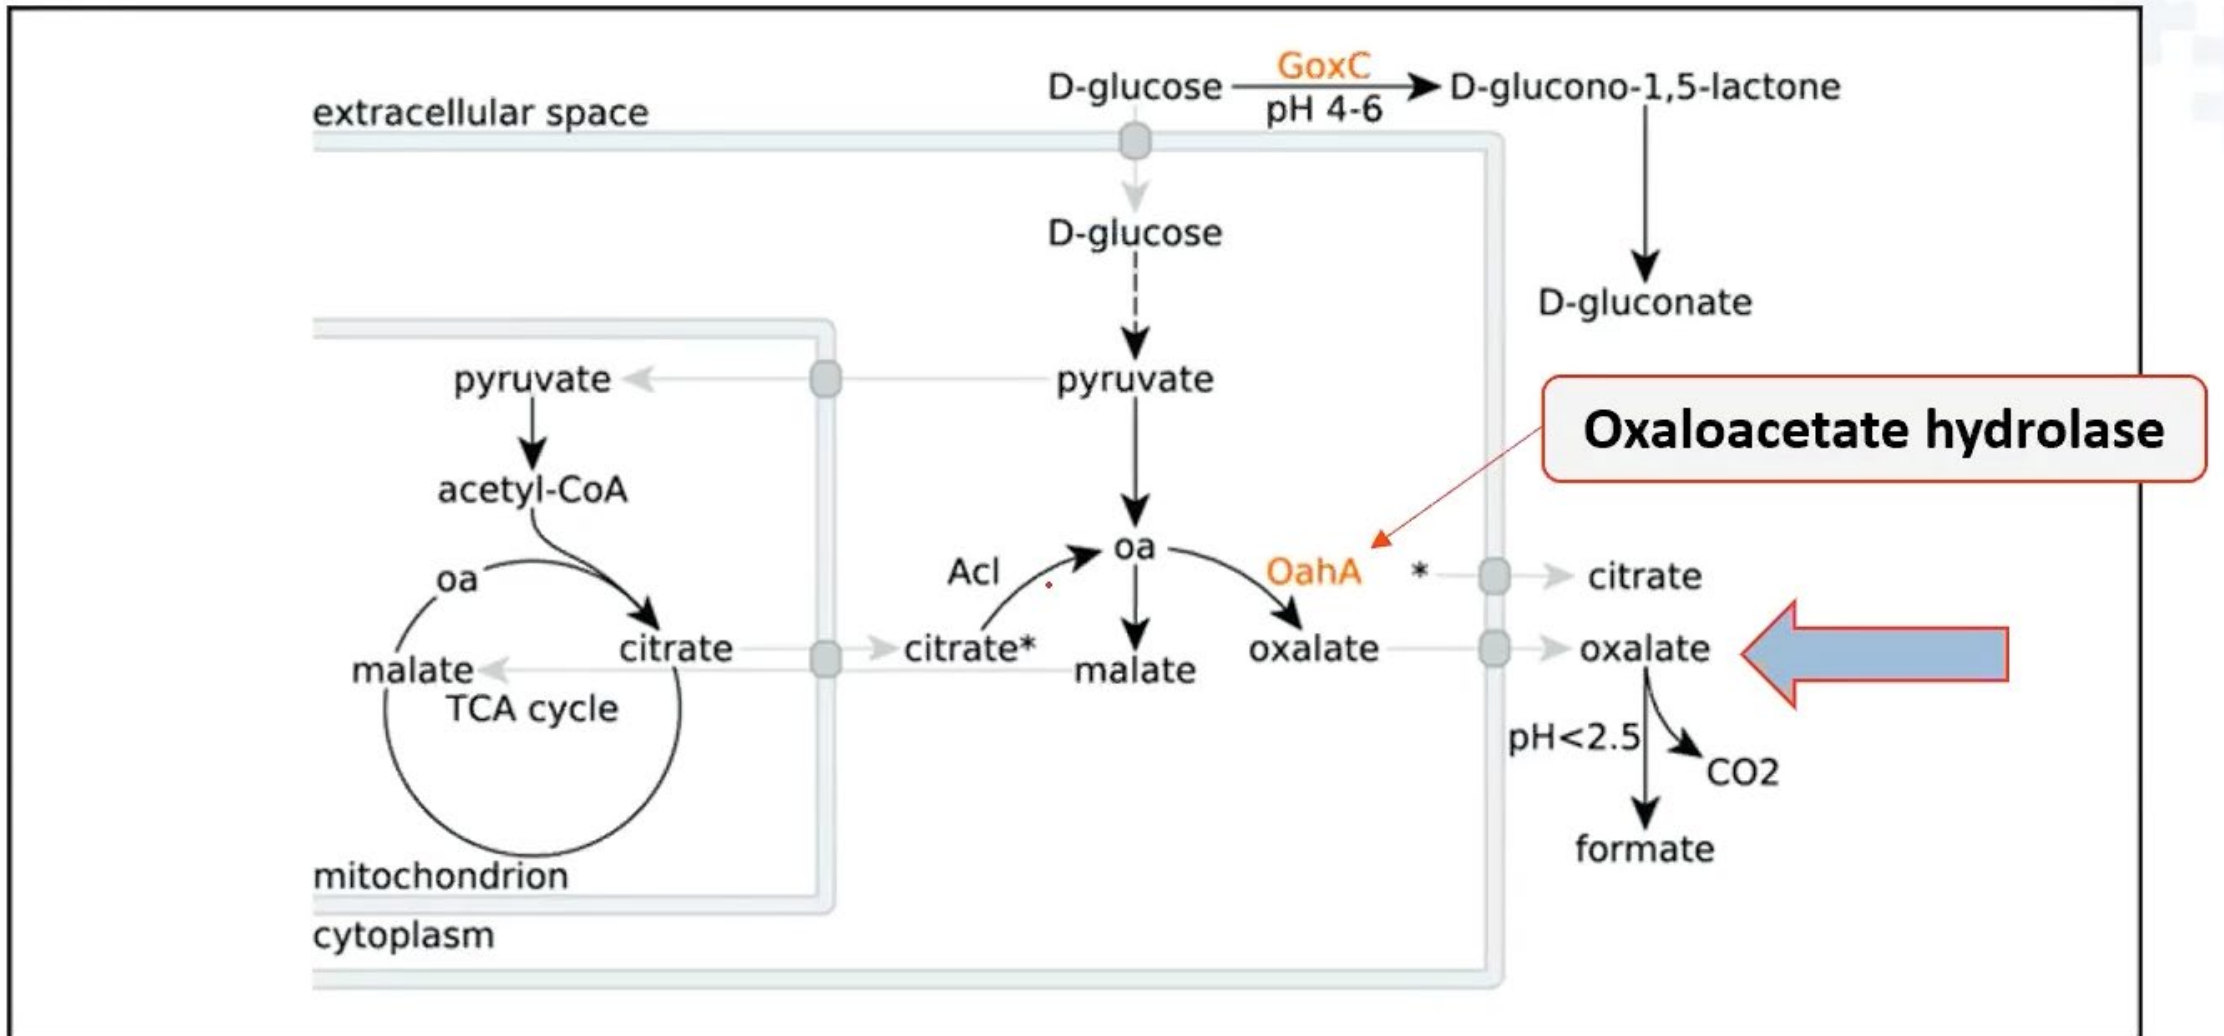 GoxC
D-glucose
D-glucono-1,5-lactone
pH 4-6
extracellular space
D-glucose
D-gluconate
pyruvate
pyruvate
Oxaloacetate hydrolase
acetyl-CoA
oa
Acl
OahA
*
citrate
oa
citrate
citrate*
oxalate
oxalate
malate
malate
TCA cycle
pH<2.5
CO2
formate
mitochondrion
cytoplasm